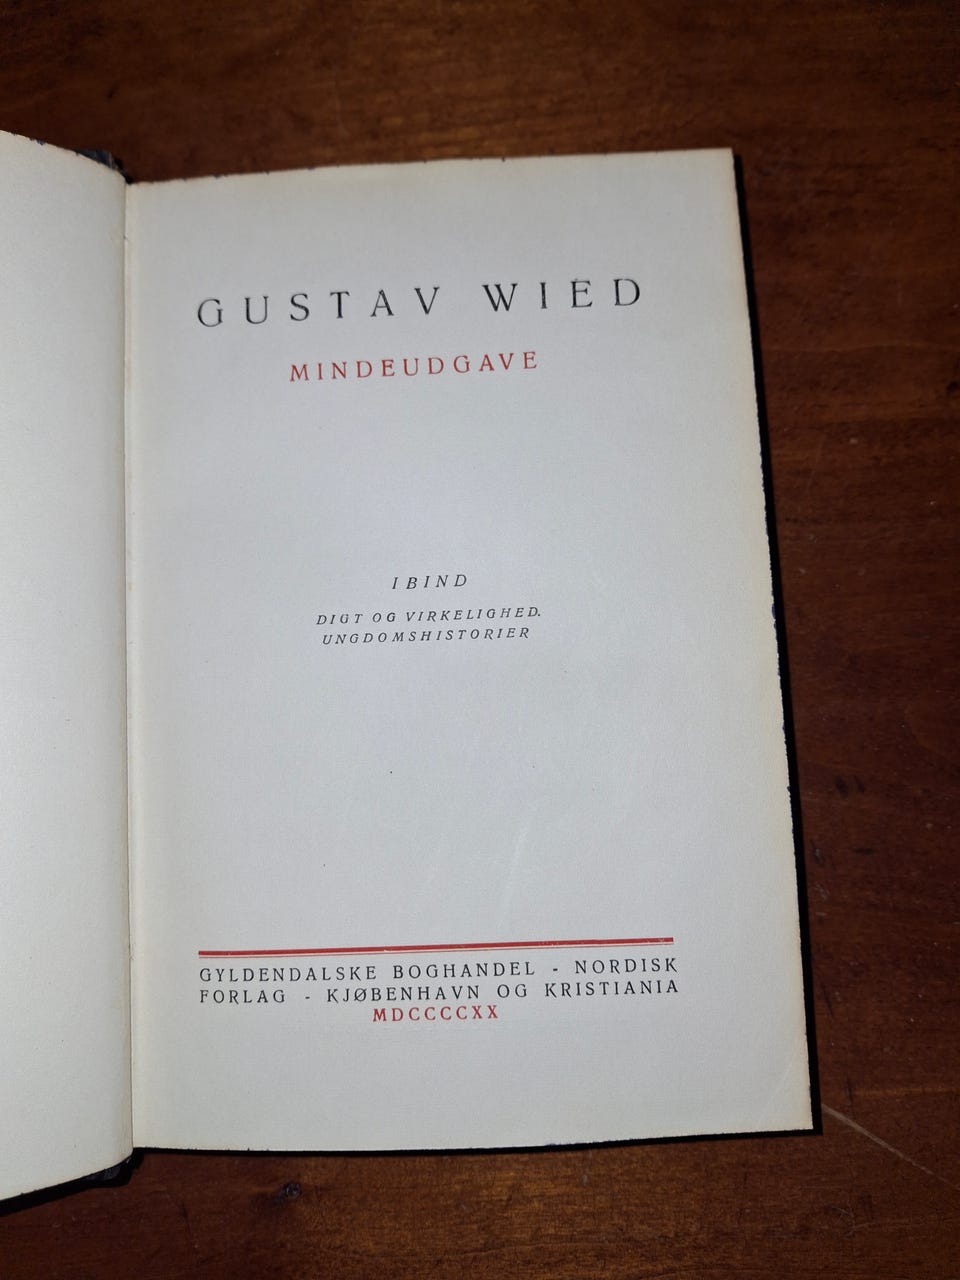 GUSTAV WIED
MINDEUDGAVE
I BIND
DIGT OG VIRKELIGHED.
UNGDOMSHISTORIER
GYLDENDALSKE BOGHANDEL - NORDISK
FORLAG - KJØBENHAVN OG KRISTIANIA
MDCCCCXX